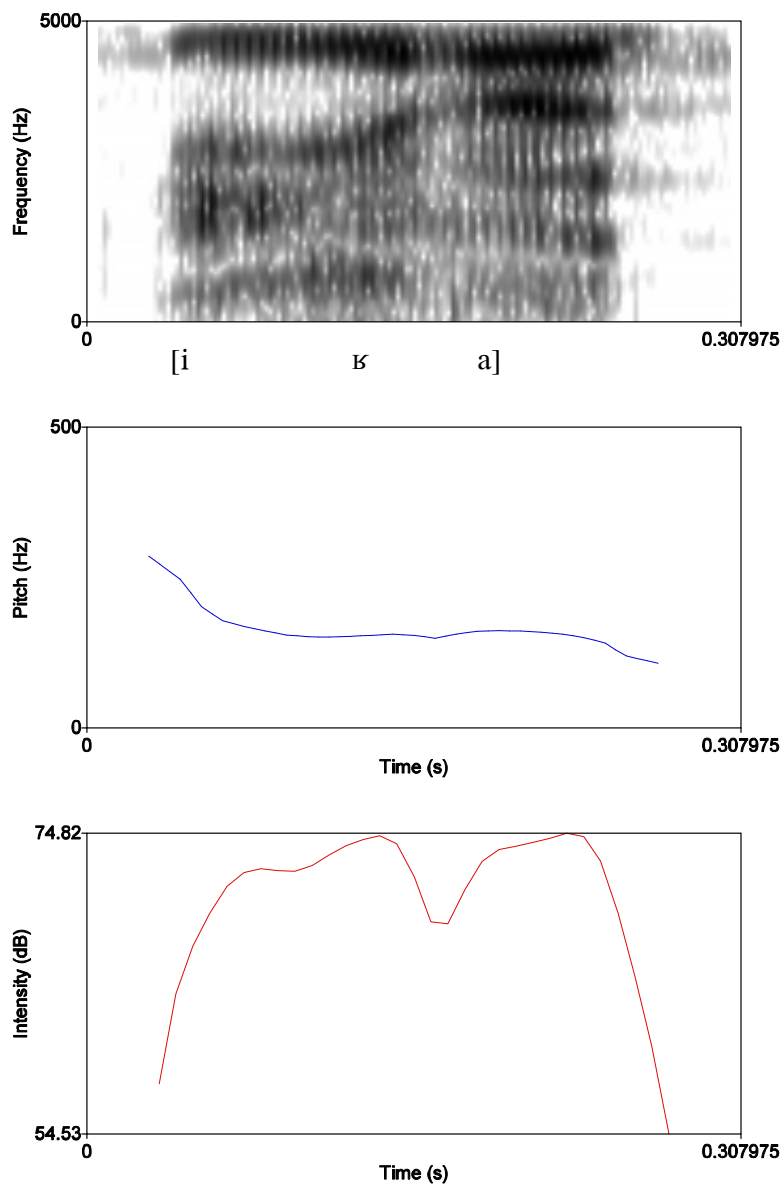 5000
Frequency (Hz)
0
0 0.307975
[i ʁ a]
500
Pitch (Hz)
0
0 0.307975
Time (s)
74.82
Intensity (dB)
54.53
0 0.307975
Time (s)